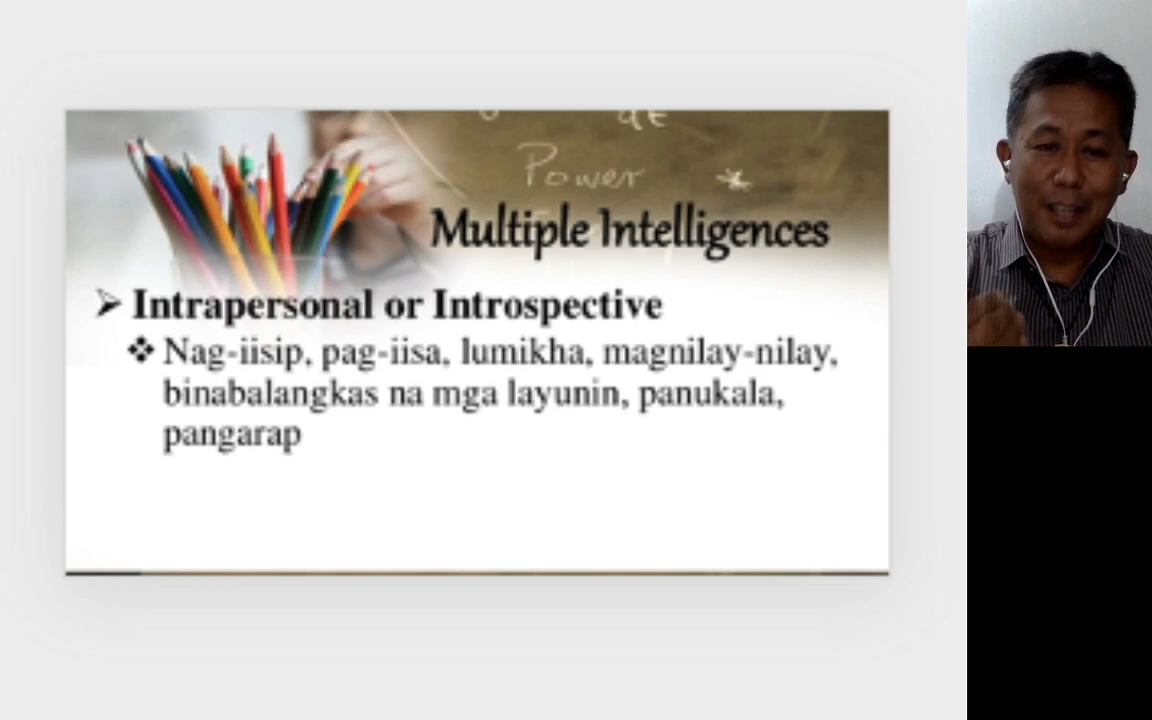 Power
Multiple Intelligences
Intrapersonal or Introspective
Nag-iisip, pag-iisa, lumikha, magnilay-nilay,
binabalangkas na mga layunin, panukala,
pangarap